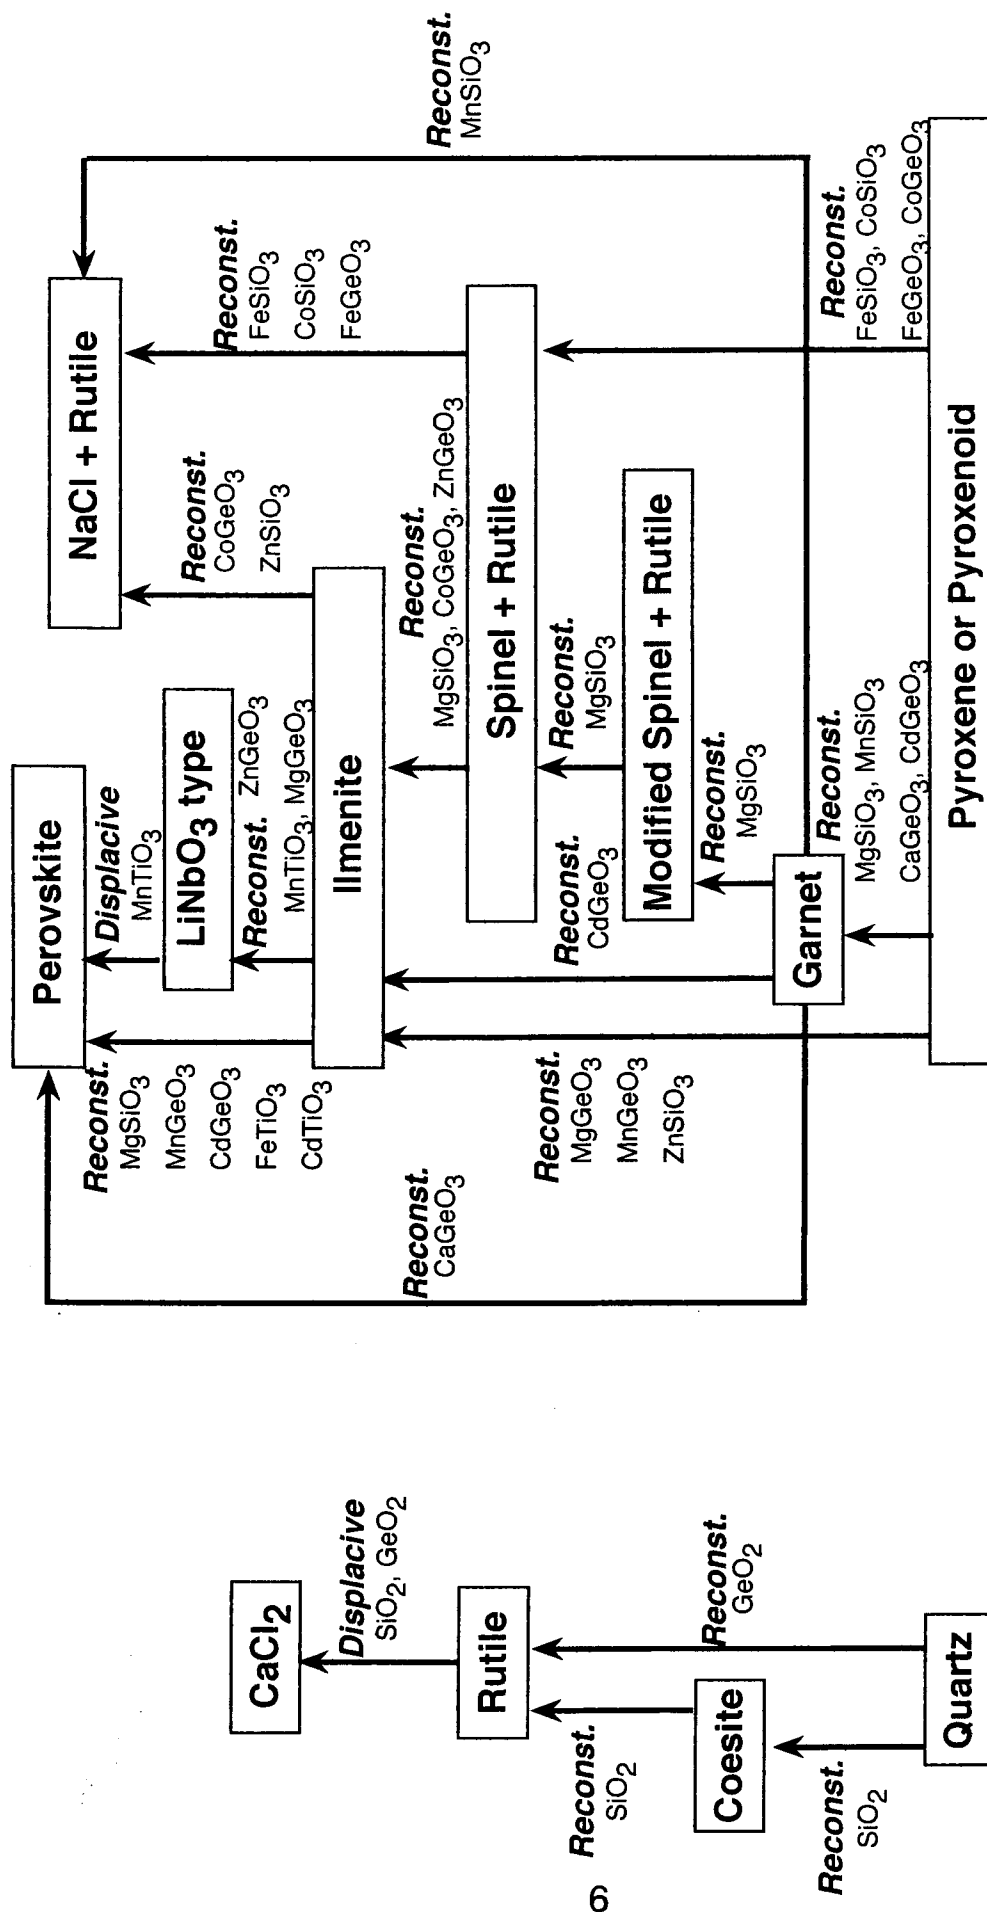 CaCl2
Displacive
SiO2, GeO2
Rutile
Reconst.
SiO2
Reconst.
GeO2
Coesite
Reconst.
SiO2
Quartz
Perovskite
Reconst.
MgSiO3
MnGeO3
CdGeO3
FeTiO3
CdTiO3
Displacive
MnTiO3
LiNbO3 type
Reconst.
ZnGeO3
MnTiO3, MgGeO3
NaCl + Rutile
Reconst.
CoGeO3
ZnSiO3
Reconst.
FeSiO3
CoSiO3
FeGeO3
Reconst.
MnSiO3
Ilmenite
Reconst.
CaGeO3
Reconst.
MgSiO3, CoGeO3, ZnGeO3
Spinel + Rutile
Reconst.
MgGeO3
MnGeO3
ZnSiO3
Reconst.
CdGeO3
Reconst.
MgSiO3
Modified Spinel + Rutile
Reconst.
MgSiO3
Garnet
Reconst.
MgSiO3, MnSiO3
CaGeO3, CdGeO3
Reconst.
FeSiO3, CoSiO3
FeGeO3, CoGeO3
Pyroxene or Pyroxenoid
6